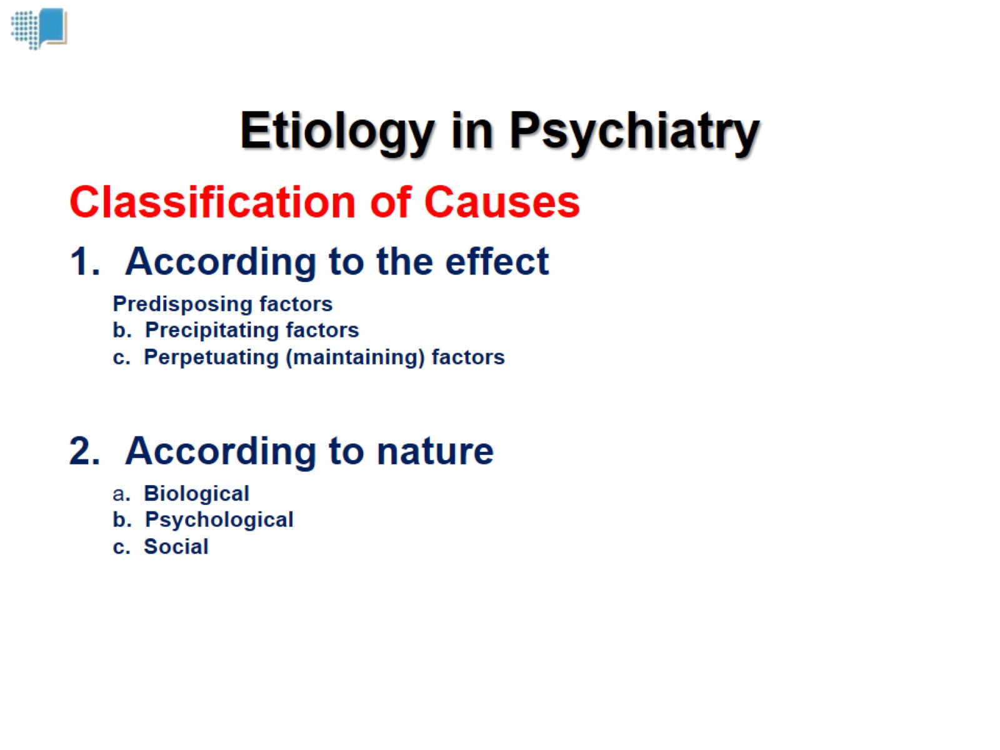 Etiology in Psychiatry
Classification of Causes
1. According to the effect
Predisposing factors
b. Precipitating factors
c. Perpetuating (maintaining) factors
2. According to nature
a. Biological
b. Psychological
c. Social